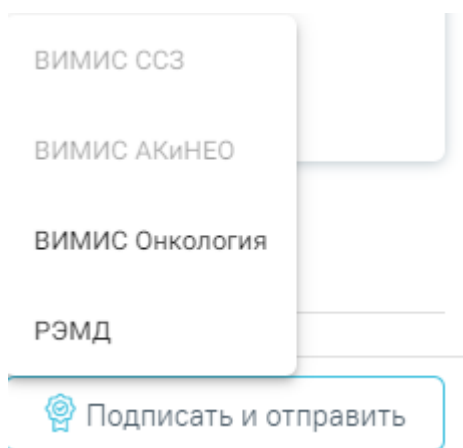 ВИМИС ССЗ
ВИМИС АКиНЕО
ВИМИС Онкология
РЭМД
Подписать и отправить